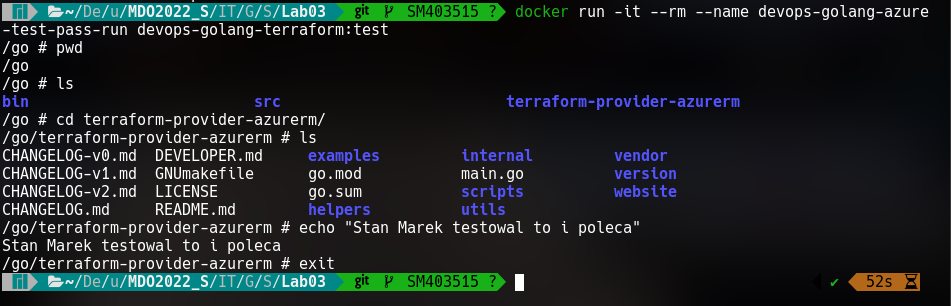 ~/De/u/MDO2022_S/IT/G/S/Lab03 git SM403515 ? docker run -it --rm --name devops-golang-azure
-test-pass-run devops-golang-terraform:test
/go # pwd
/go
/go # ls
bin src terraform-provider-azurerm
/go # cd terraform-provider-azurerm/
/go/terraform-provider-azurerm # ls
CHANGELOG-v0.md DEVELOPER.md examples internal vendor
CHANGELOG-v1.md GNUmakefile go.mod main.go version
CHANGELOG-v2.md LICENSE go.sum scripts website
CHANGELOG.md README.md helpers utils
/go/terraform-provider-azurerm # echo "Stan Marek testowal to i poleca"
Stan Marek testowal to i poleca
/go/terraform-provider-azurerm # exit
~/De/u/MDO2022_S/IT/G/S/Lab03 git SM403515 ? ✔ 52s